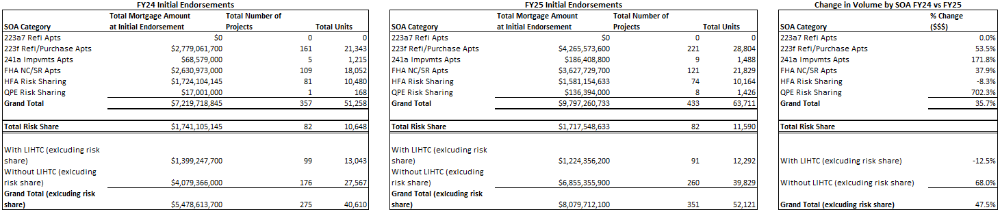 FY24 Initial Endorsements
SOA Category Total Mortgage Amount at Initial Endorsement Total Number of Projects Total Units
223a7 Refi Apts $0 0 0
223f Refi/Purchase Apts $2,779,061,700 161 21,343
241a Impvmts Apts $68,579,000 5 1,215
FHA NC/SR Apts $2,630,973,000 109 18,052
HFA Risk Sharing $1,724,104,145 81 10,480
QPE Risk Sharing $17,001,000 1 168
Grand Total $7,219,718,845 357 51,258
Total Risk Share $1,741,105,145 82 10,648
With LIHTC (exlcuding risk share) $1,399,247,700 99 13,043
Without LIHTC (exlcuding risk share) $4,079,366,000 176 27,567
Grand Total (exlcuding risk share) $5,478,613,700 275 40,610
FY25 Initial Endorsements
SOA Category Total Mortgage Amount at Initial Endorsement Total Number of Projects Total Units
223a7 Refi Apts $0 0 0
223f Refi/Purchase Apts $4,265,573,600 221 28,804
241a Impvmts Apts $186,408,800 9 1,488
FHA NC/SR Apts $3,627,729,700 121 21,829
HFA Risk Sharing $1,581,154,633 74 10,164
QPE Risk Sharing $136,394,000 8 1,426
Grand Total $9,797,260,733 433 63,711
Total Risk Share $1,717,548,633 82 11,590
With LIHTC (exlcuding risk share) $1,224,356,200 91 12,292
Without LIHTC (exlcuding risk share) $6,855,355,900 260 39,829
Grand Total (exlcuding risk share) $8,079,712,100 351 52,121
Change in Volume by SOA FY24 vs FY25
SOA Category % Change ($$$)
223a7 Refi Apts 0.0%
223f Refi/Purchase Apts 53.5%
241a Impvmts Apts 171.8%
FHA NC/SR Apts 37.9%
HFA Risk Sharing -8.3%
QPE Risk Sharing 702.3%
Grand Total 35.7%
Total Risk Share
With LIHTC (exlcuding risk share) -12.5%
Without LIHTC (exlcuding risk share) 68.0%
Grand Total (exlcuding risk share) 47.5%